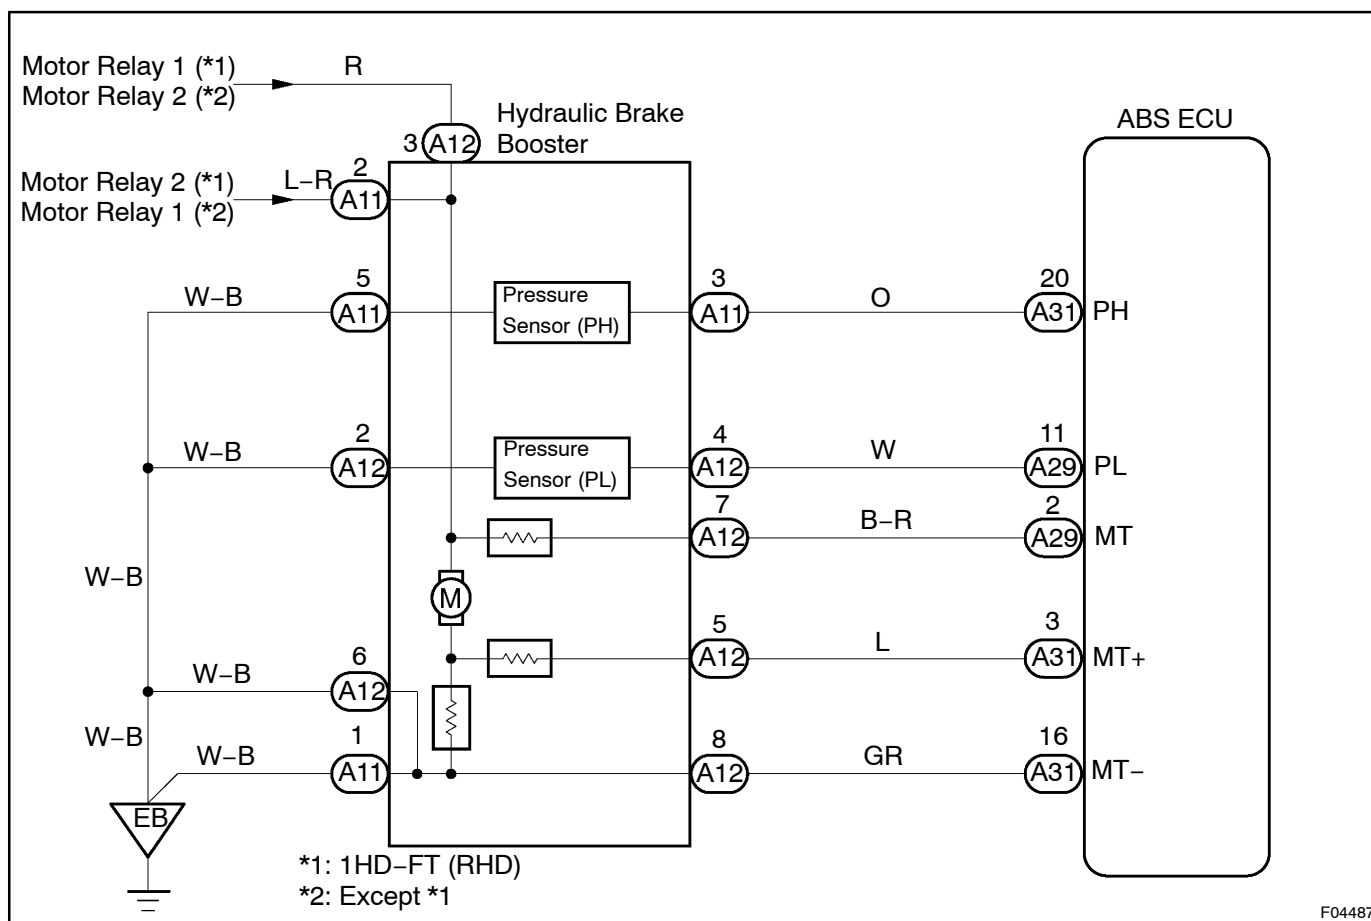 Motor Relay 1 (*1)
Motor Relay 2 (*2)
R
Hydraulic Brake
Booster
ABS ECU
3
A12
Motor Relay 2 (*1)
Motor Relay 1 (*2)
L-R
2
A11
W-B
5
A11
Pressure
Sensor (PH)
3
A11
O
20
A31
PH
W-B
2
A12
Pressure
Sensor (PL)
4
A12
W
11
A29
PL
7
A12
B-R
2
A29
MT
W-B
M
5
A12
L
3
A31
MT+
W-B
6
A12
W-B
W-B
1
A11
8
A12
GR
16
A31
MT-
EB
*1: 1HD-FT (RHD)
*2: Except *1
F04487